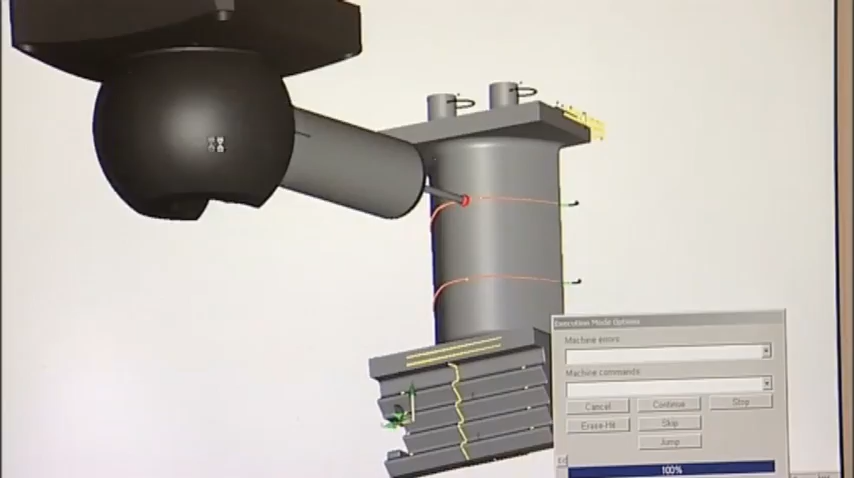 Execution Mode Options
Machine errors:
Machine commands:
Cancel Continue Stop
Erase-Hit Skip
Jump
100%